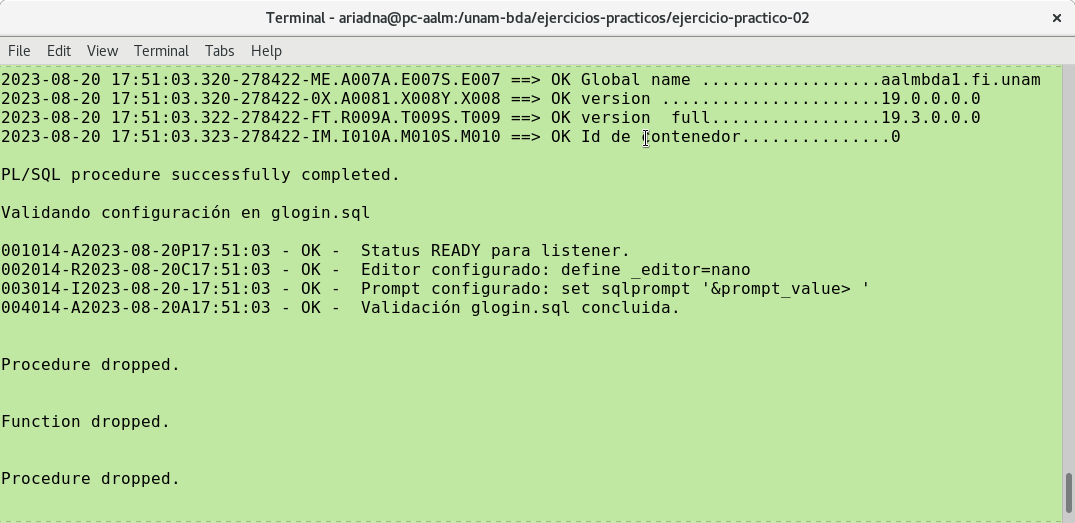 Terminal - ariadna@pc-aalm:/unam-bda/ejercicios-practicos/ejercicio-practico-02
File Edit View Terminal Tabs Help
2023-08-20 17:51:03.320-278422-ME.A007A.E007S.E007 ==> OK Global name ..................aalmbda1.fi.unam
2023-08-20 17:51:03.320-278422-0X.A0081.X008Y.X008 ==> OK version ......................19.0.0.0.0
2023-08-20 17:51:03.322-278422-FT.R009A.T009S.T009 ==> OK version  full.................19.3.0.0.0
2023-08-20 17:51:03.323-278422-IM.I010A.M010S.M010 ==> OK Id de contenedor...............0
PL/SQL procedure successfully completed.
Validando configuración en glogin.sql
001014-A2023-08-20P17:51:03 - OK -  Status READY para listener.
002014-R2023-08-20C17:51:03 - OK -  Editor configurado: define _editor=nano
003014-I2023-08-20-17:51:03 - OK -  Prompt configurado: set sqlprompt '&prompt_value> '
004014-A2023-08-20A17:51:03 - OK -  Validación glogin.sql concluida.
Procedure dropped.
Function dropped.
Procedure dropped.